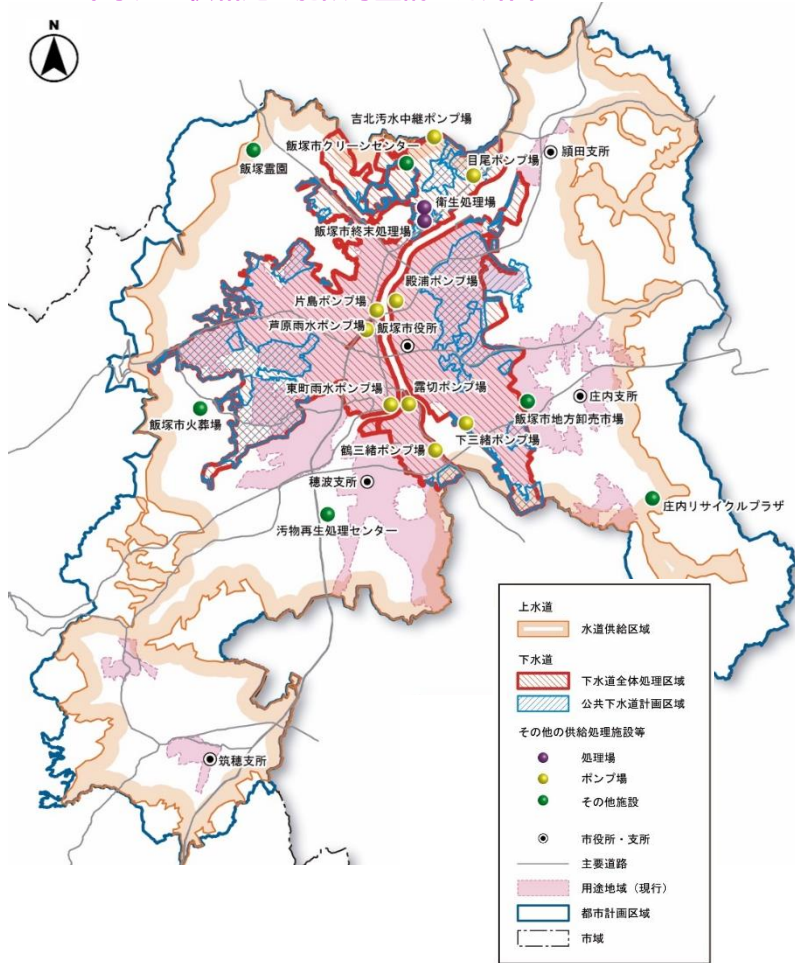 N
吉北汚水中継ポンプ場
飯塚市クリーンセンター
目尾ポンプ場
頴田支所
飯塚霊園
衛生処理場
飯塚市終末処理場
殿浦ポンプ場
片島ポンプ場
芦原雨水ポンプ場
飯塚市役所
東町雨水ポンプ場
露切ポンプ場
庄内支所
飯塚市火葬場
飯塚市地方卸売市場
下三緒ポンプ場
鶴三緒ポンプ場
穂波支所
庄内リサイクルプラザ
汚物再生処理センター
筑穂支所
上水道
水道供給区域
下水道
下水道全体処理区域
公共下水道計画区域
その他の供給処理施設等
処理場
ポンプ場
その他施設
市役所・支所
主要道路
用途地域（現行）
都市計画区域
市域